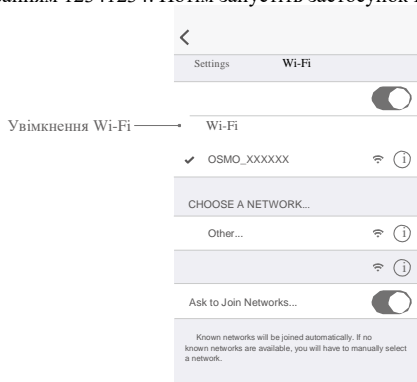 12341234.
Settings Wi-Fi
Увімкнення Wi-Fi
Wi-Fi
OSMO_XXXXXX
CHOOSE A NETWORK...
Other...
Ask to Join Networks...
Known networks will be joined automatically. If no
known networks are available, you will have to manually select
a network.